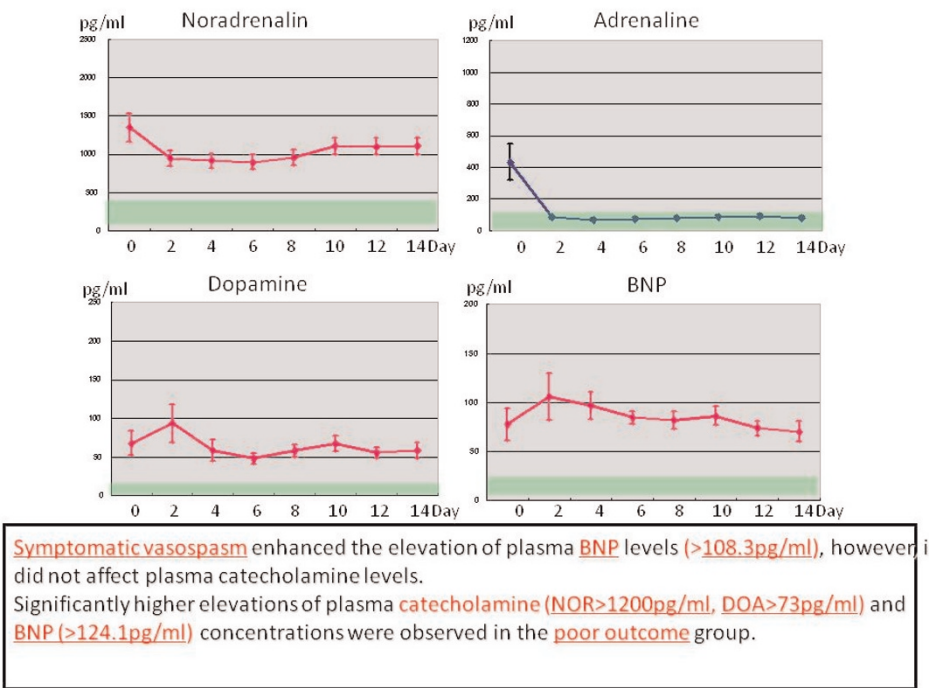 Noradrenalin
pg/ml
2500
2000
1500
1000
500
0
0 2 4 6 8 10 12 14 Day
Adrenaline
pg/ml
1200
1000
800
600
400
200
0
0 2 4 6 8 10 12 14 Day
Dopamine
pg/ml
250
200
150
100
50
0
0 2 4 6 8 10 12 14 Day
BNP
pg/ml
200
150
100
50
0
0 2 4 6 8 10 12 14 Day
Symptomatic vasospasm enhanced the elevation of plasma BNP levels (>108.3pg/ml), however, i
did not affect plasma catecholamine levels.
Significantly higher elevations of plasma catecholamine (NOR>1200pg/ml, DOA>73pg/ml) and
BNP (>124.1pg/ml) concentrations were observed in the poor outcome group.